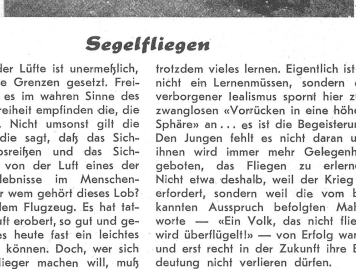 Segelfliegen
der Lüfte ist unermeßlich,
e Grenzen gesetzt. Frei-
es im wahren Sinne des
reiheit empfinden die, die
. Nicht umsonst gilt die
die sagt, daß das Sich-
osreißen und das Sich-
von der Luft eines der
lebnisse im Menschen-
r wem gehört dieses Lob?
dem Flugzeug. Es hat tat-
uft erobert, so gut und ge-
es heute fast ein leichtes
können. Doch, wer sich
lieger machen will, muß
trotzdem vieles lernen. Eigentlich ist
nicht ein Lernenmüssen, sondern
verborgener Iealismus spornt hier z
zwanglosen «Vorrücken in eine höhe
Sphäre» an . . . es ist die Begeisterun
Den Jungen fehlt es nicht daran u
ihnen wird immer mehr Gelegenh
geboten, das Fliegen zu erlerne
Nicht etwa deshalb, weil der Krieg
erfordert, sondern weil die vom b
kannten Ausspruch befolgten Mah
worte — «Ein Volk, das nicht flie
wird überflügelt!» — von Erfolg war
und erst recht in der Zukunft ihre B
deutung nicht verlieren dürfen.